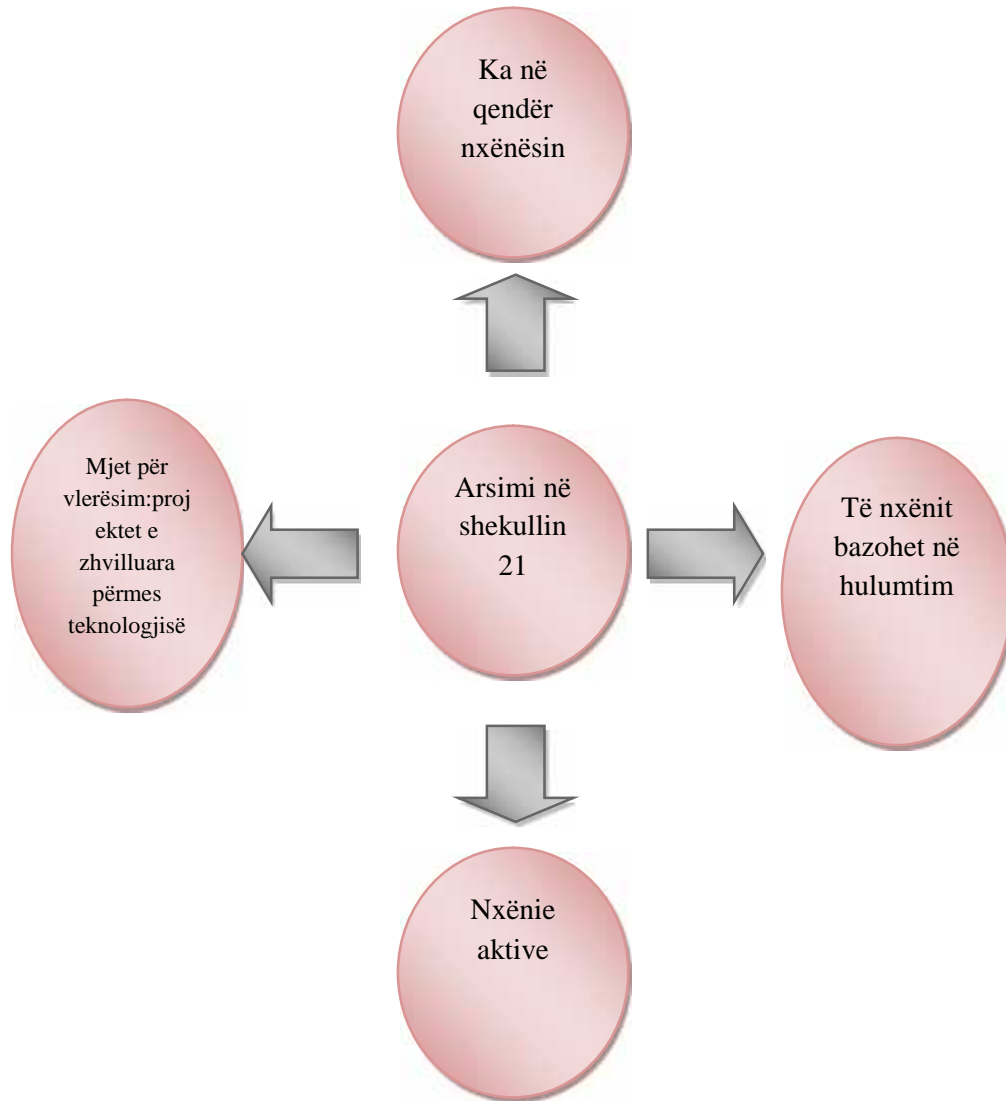 Ka në
qendër
nxënësin
Mjet për
vlerësim:proj
ektet e
zhvilluara
përmes
teknologjisë
Arsimi në
shekullin
21
Të nxënit
bazohet në
hulumtim
Nxënie
aktive